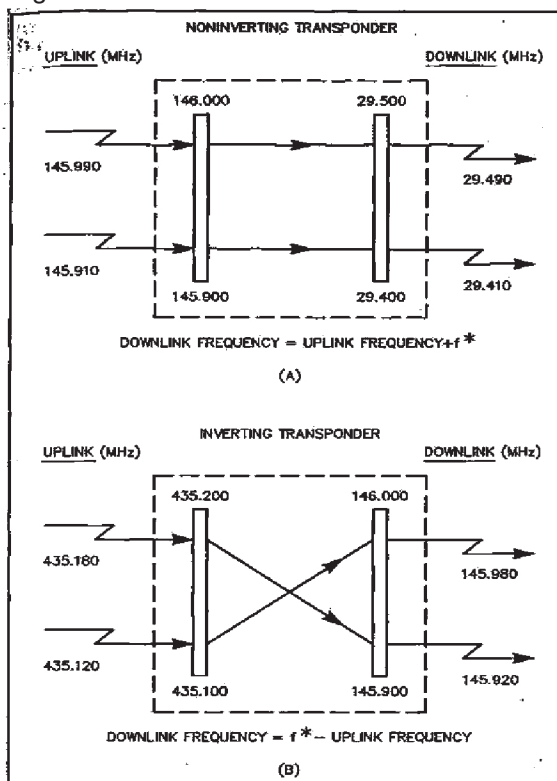 NONINVERTING TRANSPONDER
UPLINK (MHz) DOWNLINK (MHz)
146.000 29.500
145.990 29.490
145.910 29.410
145.900 29.400
DOWNLINK FREQUENCY = UPLINK FREQUENCY+f*
(A)
INVERTING TRANSPONDER
UPLINK (MHz) DOWNLINK (MHz)
435.200 146.000
435.180 145.980
435.120 145.920
435.100 145.900
DOWNLINK FREQUENCY = f* - UPLINK FREQUENCY
(B)